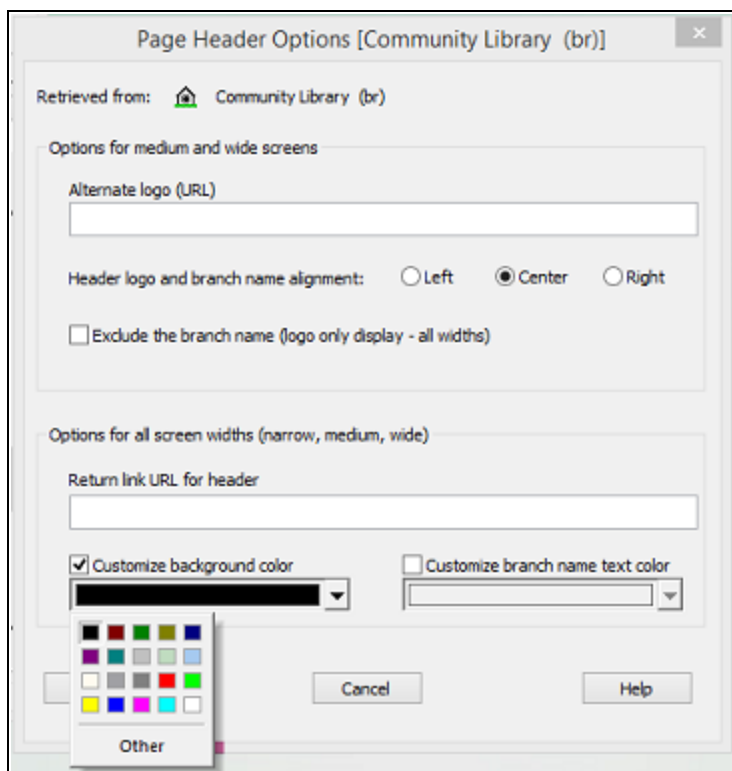 Page Header Options [Community Library (br)]
Retrieved from: Community Library (br)
Options for medium and wide screens
Alternate logo (URL)
Header logo and branch name alignment: Left Center Right
Exclude the branch name (logo only display - all widths)
Options for all screen widths (narrow, medium, wide)
Return link URL for header
Customize background color Customize branch name text color
Cancel Help
Other